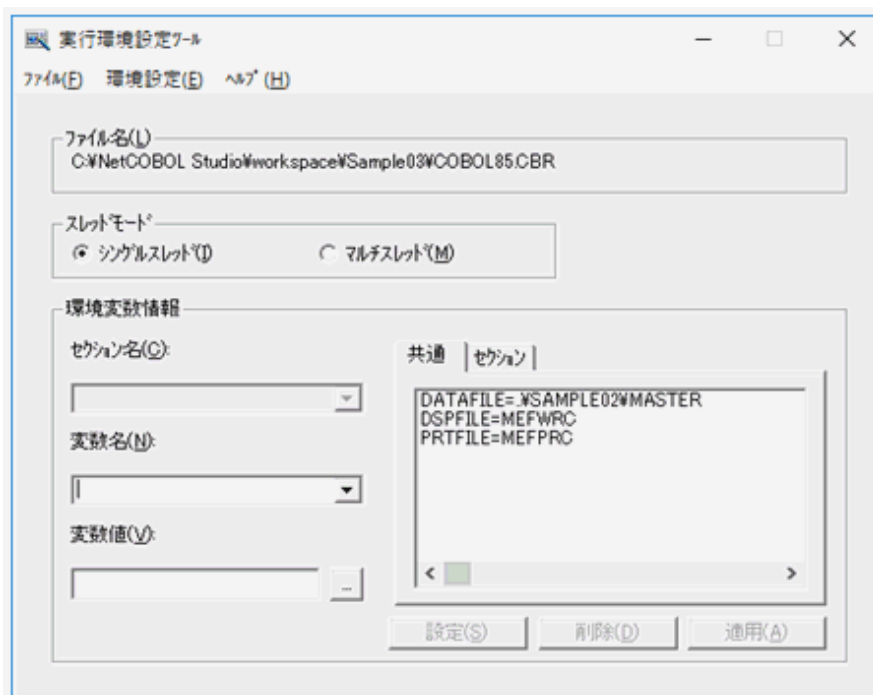 実行環境設定ﾂｰﾙ
ﾌｧｲﾙ(F) 環境設定(E) ﾍﾙﾌﾟ(H)
ﾌｧｲﾙ名(L)
C:¥NetCOBOL Studio¥workspace¥Sample03¥COBOL85.CBR
ｽﾚｯﾄﾞﾓｰﾄﾞ
ｼﾝｸﾞﾙｽﾚｯﾄﾞ(I) ﾏﾙﾁｽﾚｯﾄﾞ(M)
環境変数情報
ｾｸｼｮﾝ名(C):
共通 ｾｸｼｮﾝ
DATAFILE=.¥SAMPLE02¥MASTER
DSPFILE=MEFWRC
PRTFILE=MEFPRC
変数名(N):
変数値(V):
...
設定(S) 削除(D) 適用(A)